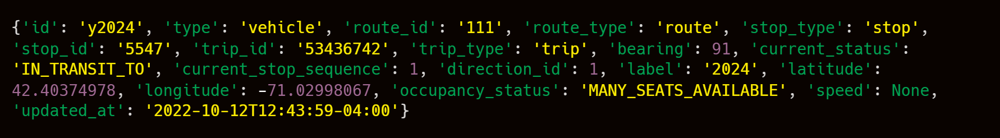 {'id': 'y2024', 'type': 'vehicle', 'route_id': '111', 'route_type': 'route', 'stop_type': 'stop',
'stop_id': '5547', 'trip_id': '53436742', 'trip_type': 'trip', 'bearing': 91, 'current_status':
'IN_TRANSIT_TO', 'current_stop_sequence': 1, 'direction_id': 1, 'label': '2024', 'latitude':
42.40374978, 'longitude': -71.02998067, 'occupancy_status': 'MANY_SEATS_AVAILABLE', 'speed': None,
'updated_at': '2022-10-12T12:43:59-04:00'}